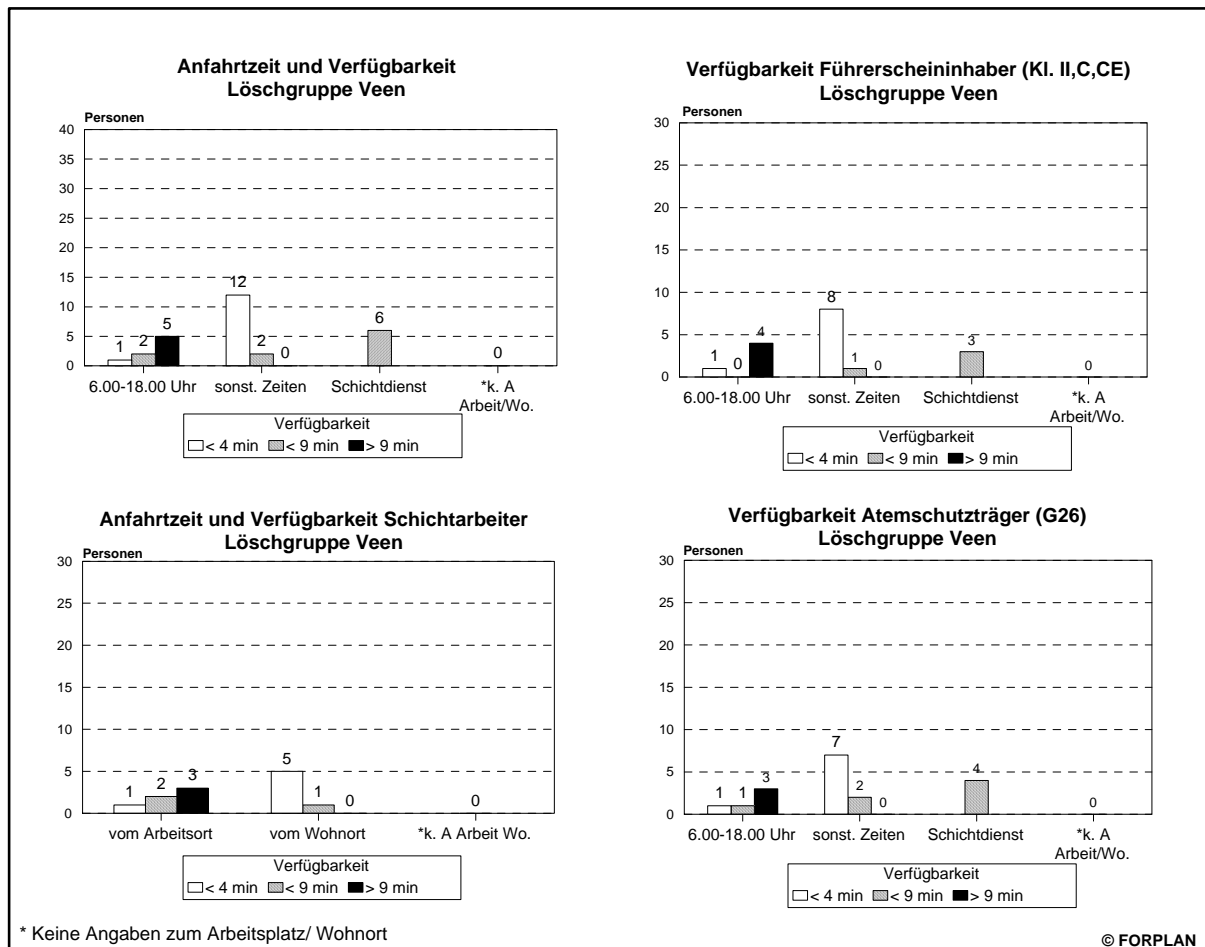 Anfahrtzeit und Verfügbarkeit
Löschgruppe Veen
Personen
40
35
30
25
20
15
10
5
0
1
2
5
12
2
0
6
0
6.00-18.00 Uhr
sonst. Zeiten
Schichtdienst
*k. A
Arbeit/Wo.
Verfügbarkeit
< 4 min
< 9 min
> 9 min
Verfügbarkeit Führerscheininhaber (Kl. II,C,CE)
Löschgruppe Veen
Personen
30
25
20
15
10
5
0
1
0
4
8
1
0
3
0
6.00-18.00 Uhr
sonst. Zeiten
Schichtdienst
*k. A
Arbeit/Wo.
Verfügbarkeit
< 4 min
< 9 min
> 9 min
Anfahrtzeit und Verfügbarkeit Schichtarbeiter
Löschgruppe Veen
Personen
30
25
20
15
10
5
0
1
2
3
5
1
0
0
vom Arbeitsort
vom Wohnort
*k. A Arbeit Wo.
Verfügbarkeit
< 4 min
< 9 min
> 9 min
Verfügbarkeit Atemschutzträger (G26)
Löschgruppe Veen
Personen
30
25
20
15
10
5
0
1
1
3
7
2
0
4
0
6.00-18.00 Uhr
sonst. Zeiten
Schichtdienst
*k. A
Arbeit/Wo.
Verfügbarkeit
< 4 min
< 9 min
> 9 min
* Keine Angaben zum Arbeitsplatz/ Wohnort
© FORPLAN